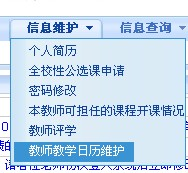 信息维护
信息查询
个人简历
全校性公选课申请
密码修改
本教师可担任的课程开课情况
教师评学
教师教学日历维护